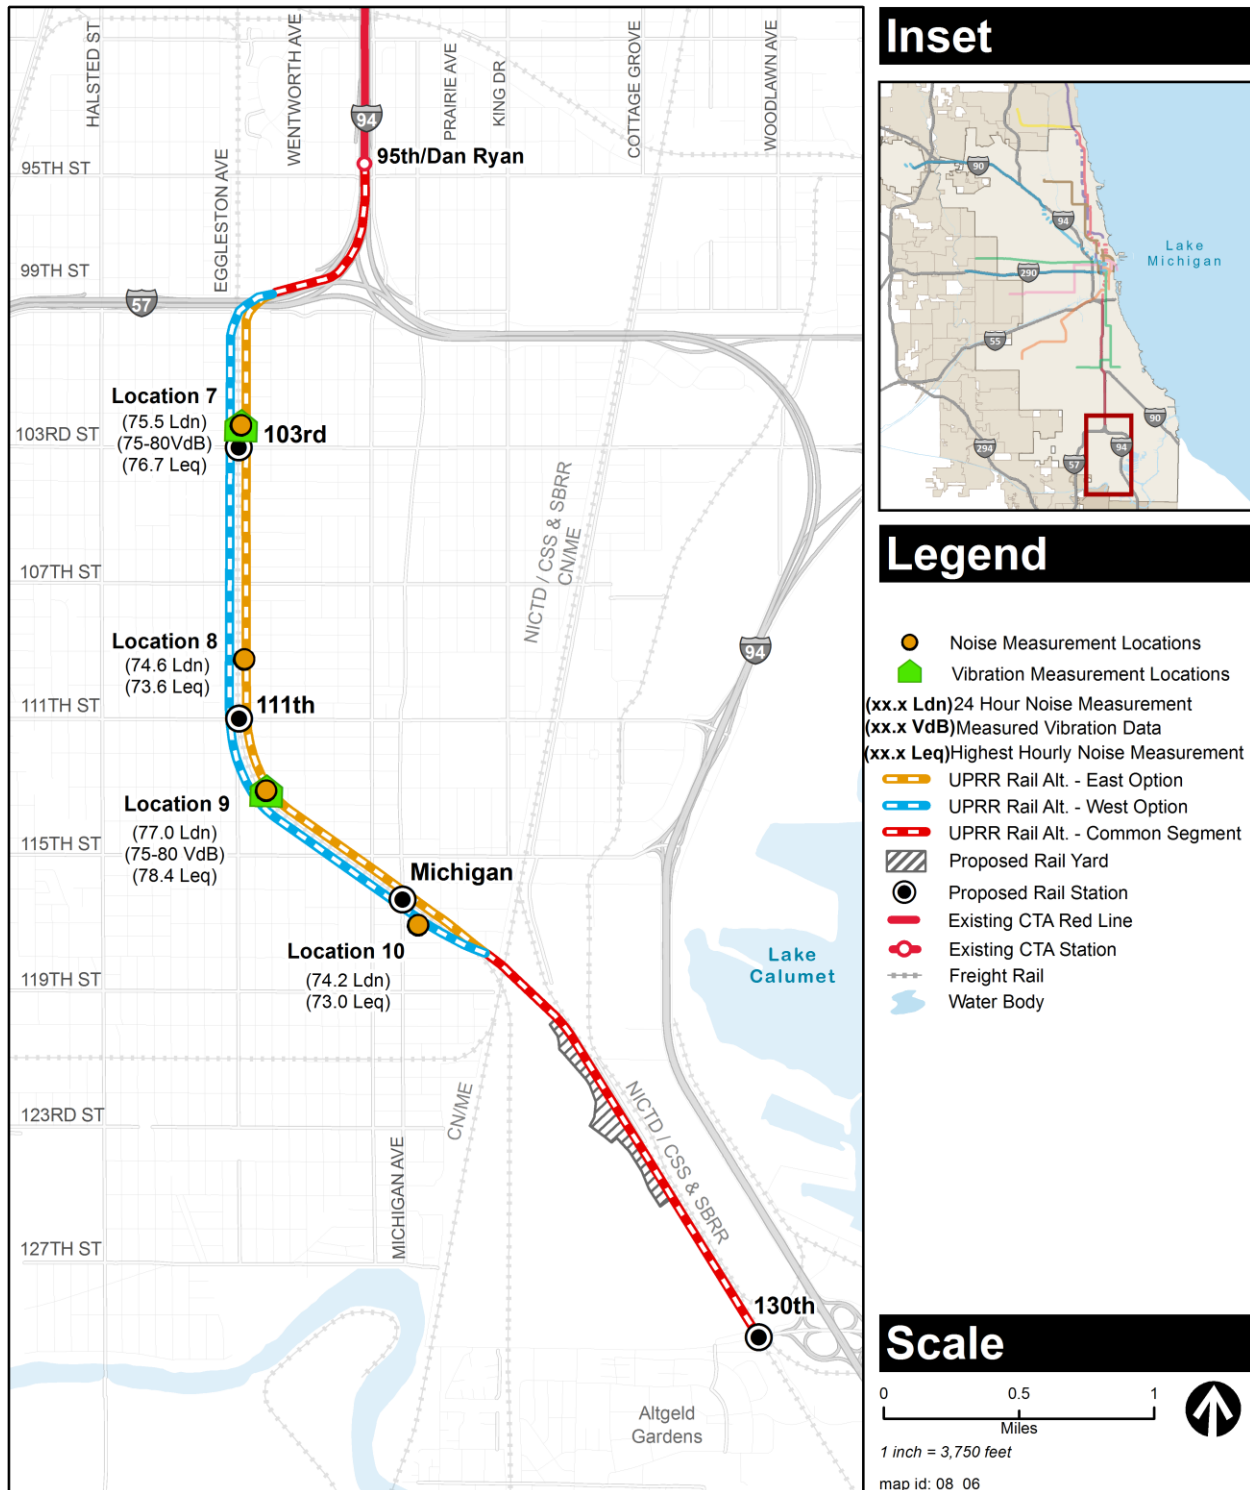 HALSTED ST
WENTWORTH AVE
PRAIRIE AVE
KING DR
COTTAGE GROVE
WOODLAWN AVE
94
95th/Dan Ryan
95TH ST
EGGLESTON AVE
99TH ST
57
Location 7
(75.5 Ldn)
(75-80VdB)
(76.7 Leq)
103RD ST
103rd
NICTD / CSS & SBRR
CN/ME
107TH ST
Location 8
(74.6 Ldn)
(73.6 Leq)
94
111TH ST
111th
Location 9
(77.0 Ldn)
(75-80 VdB)
(78.4 Leq)
115TH ST
Michigan
Location 10
(74.2 Ldn)
(73.0 Leq)
119TH ST
Lake
Calumet
123RD ST
CN/ME
NICTD / CSS & SBRR
MICHIGAN AVE
127TH ST
130th
Altgeld
Gardens
Inset
90
94
Lake
Michigan
290
55
90
294
57
94
Legend
Noise Measurement Locations
Vibration Measurement Locations
(xx.x Ldn)24 Hour Noise Measurement
(xx.x VdB)Measured Vibration Data
(xx.x Leq)Highest Hourly Noise Measurement
UPRR Rail Alt. - East Option
UPRR Rail Alt. - West Option
UPRR Rail Alt. - Common Segment
Proposed Rail Yard
Proposed Rail Station
Existing CTA Red Line
Existing CTA Station
Freight Rail
Water Body
Scale
0 0.5 1
Miles
1 inch = 3,750 feet
map id: 08_06